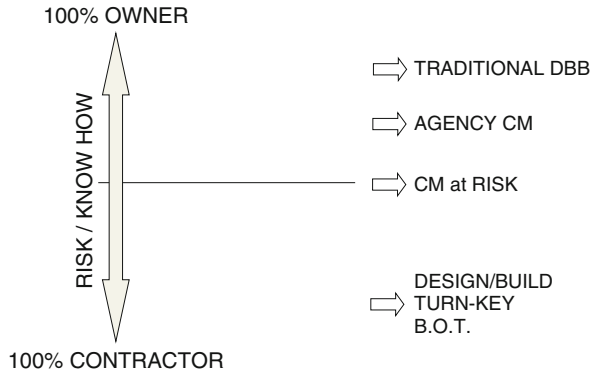 100% OWNER
RISK / KNOW HOW
TRADITIONAL DBB
AGENCY CM
CM at RISK
DESIGN/BUILD
TURN-KEY
B.O.T.
100% CONTRACTOR